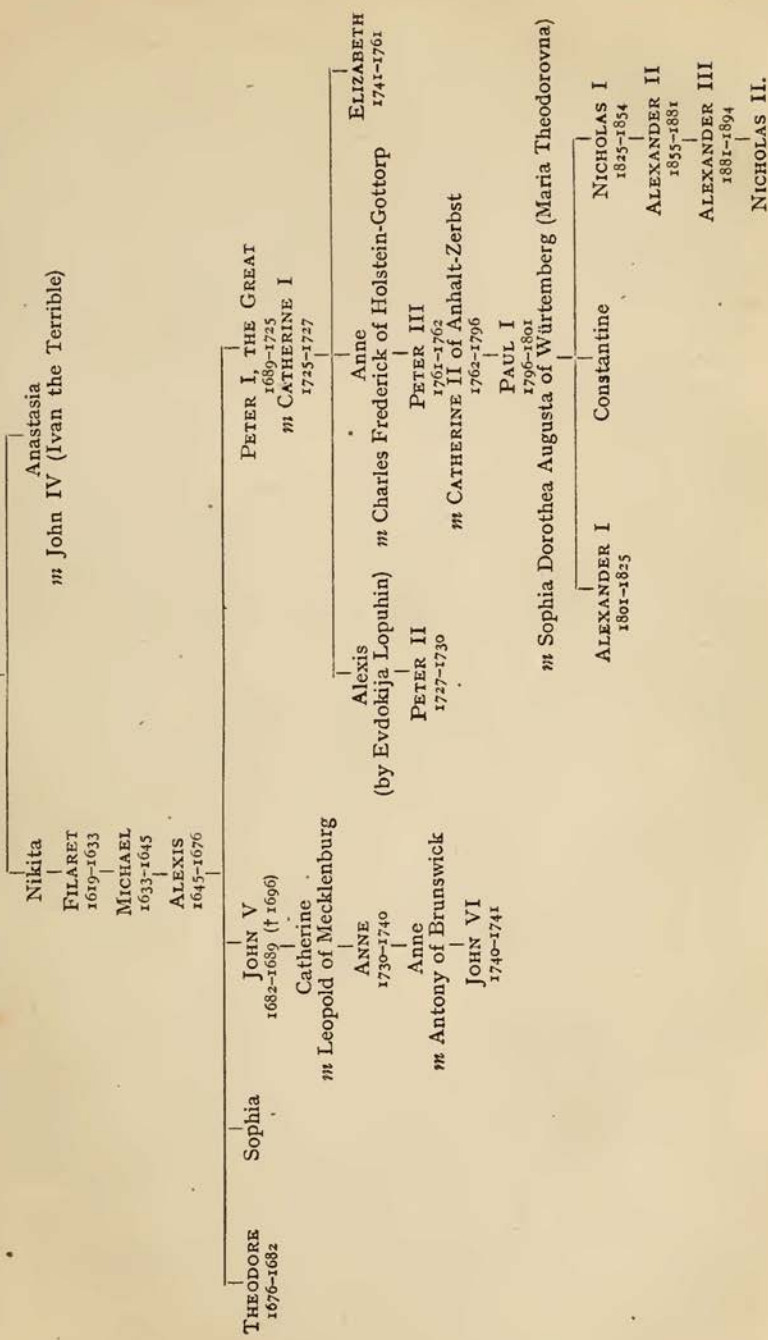 Anastasia
m John IV (Ivan the Terrible)
Nikita
FILARET
1619–1633
MICHAEL
1633–1645
ALEXIS
1645–1676
THEODORE
1676–1682
Sophia
JOHN V
1682–1689 († 1696)
Catherine
m Leopold of Mecklenburg
ANNE
1730–1740
Anne
m Antony of Brunswick
JOHN VI
1740–1741
PETER I, THE GREAT
1689–1725
m CATHERINE I
1725–1727
Alexis
(by Evdokija Lopuhin)
PETER II
1727–1730
Anne
m Charles Frederick of Holstein-Gottorp
PETER III
1761–1762
m CATHERINE II of Anhalt-Zerbst
1762–1796
PAUL I
1796–1801
m Sophia Dorothea Augusta of Würtemberg (Maria Theodorovna)
ELIZABETH
1741–1761
ALEXANDER I
1801–1825
Constantine
NICHOLAS I
1825–1854
ALEXANDER II
1855–1881
ALEXANDER III
1881–1894
NICHOLAS II.